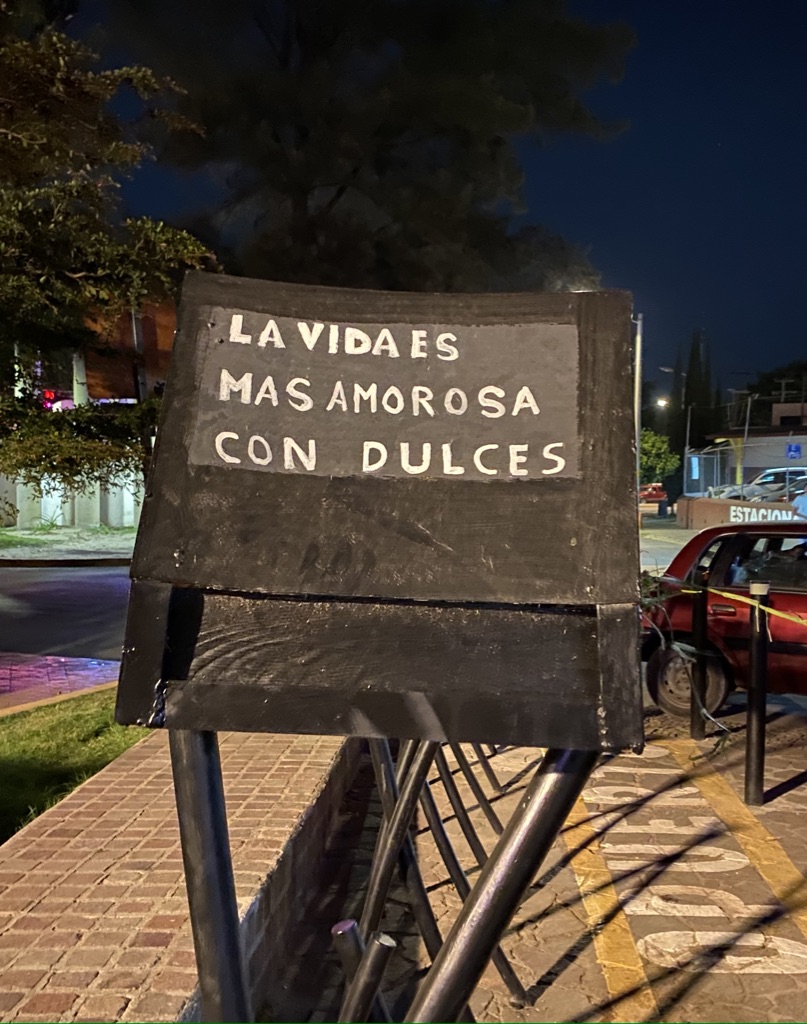 LA VIDA ES
MAS AMOROSA
CON DULCES
ESTACION